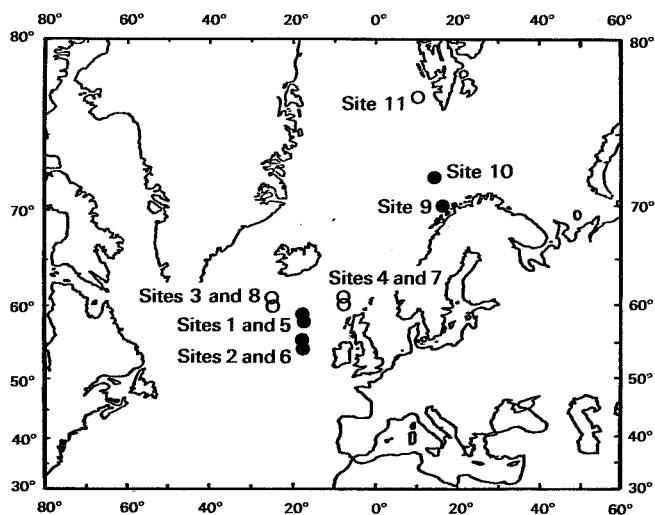 80° 60° 40° 20° 0° 20° 40° 60°
80° 80°
Site 11
Site 10
Site 9
70° 70°
Sites 4 and 7
Sites 3 and 8
60° 60°
Sites 1 and 5
Sites 2 and 6
50° 50°
40° 40°
30° 30°
80° 60° 40° 20° 0° 20° 40° 60°